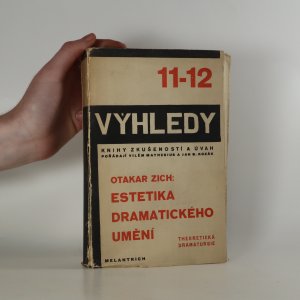 11-12
VÝHLEDY
KNIHY ZKUŠENOSTÍ A ÚVAH
POŘÁDAJÍ VILÉM MATHESIUS A JAN B. KOZÁK
OTAKAR ZICH:
ESTETIKA
DRAMATICKÉHO
UMĚNÍ
THEORETICKÁ
DRAMATURGIE
MELANTRICH